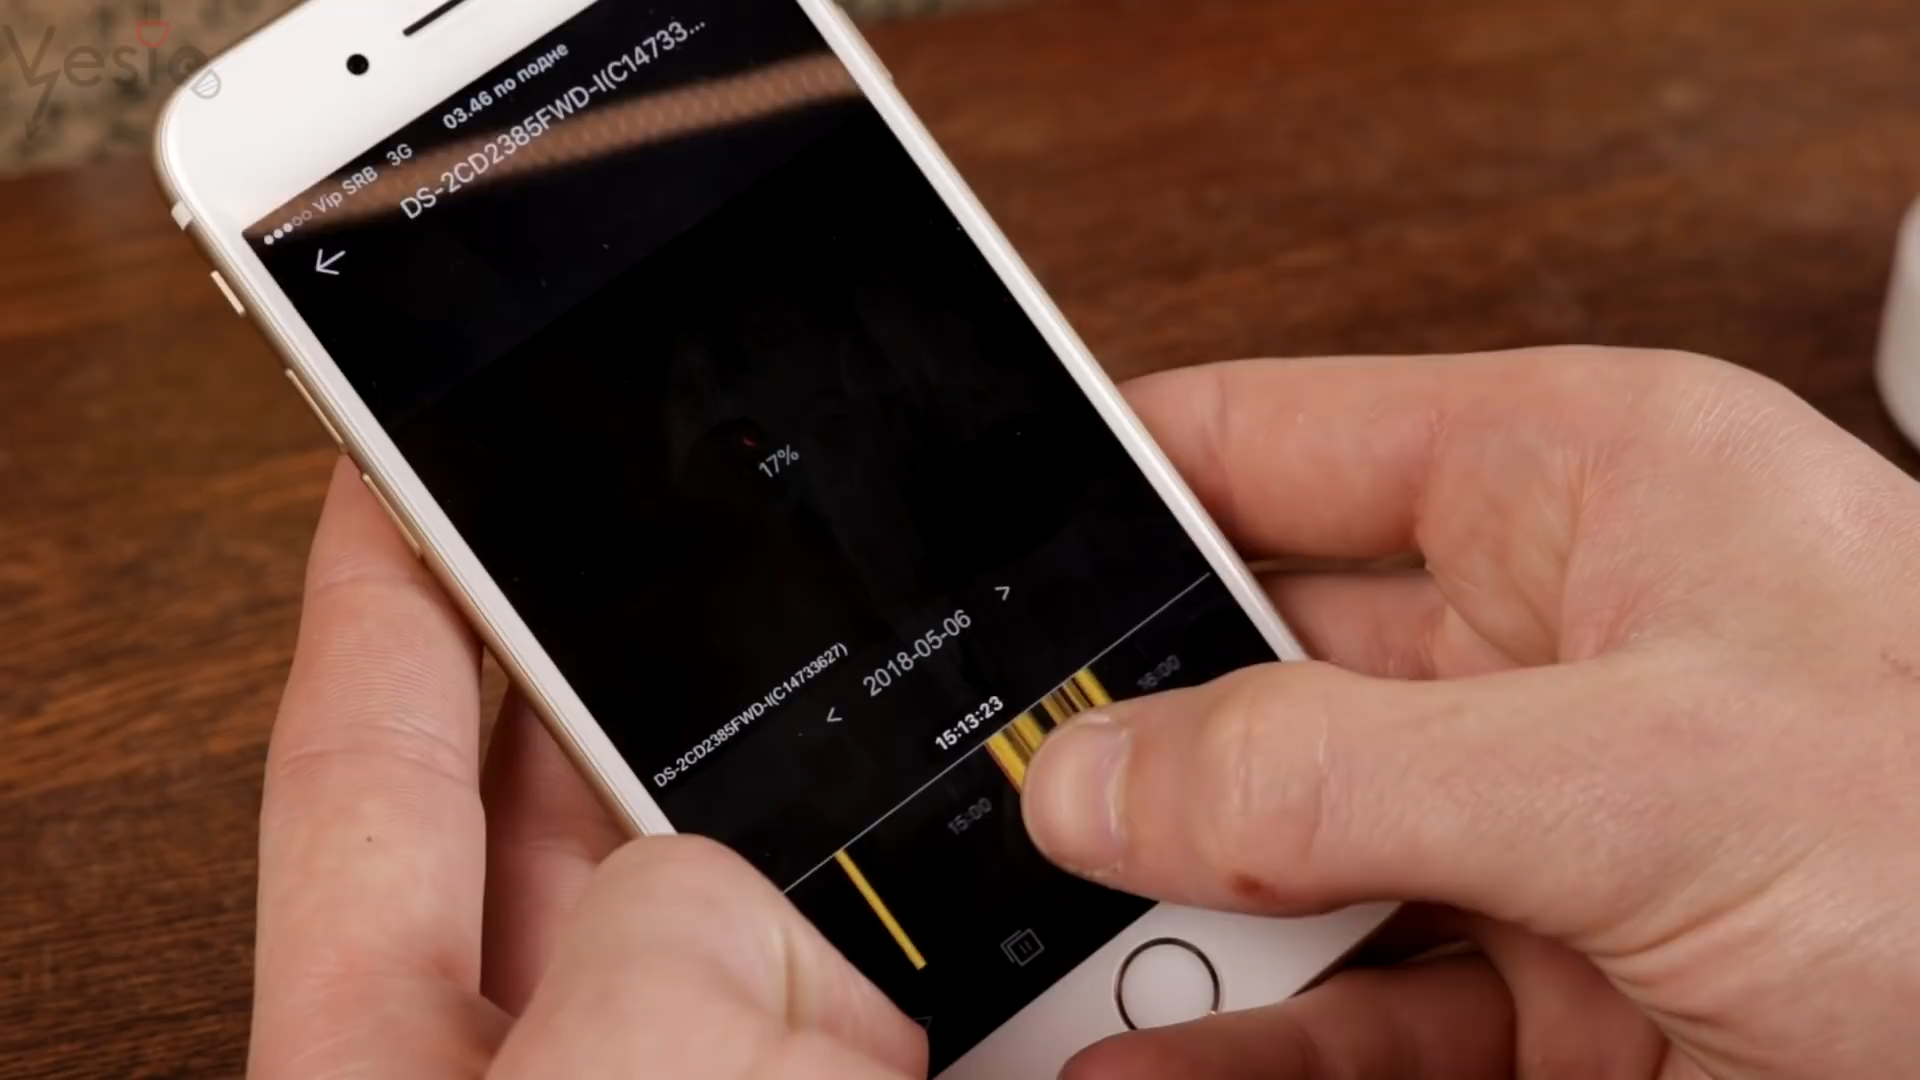 Vesio
●●●○○ Vip SRB 3G 03.46 по подне
DS-2CD2385FWD-I(C14733...
17%
DS-2CD2385FWD-I(C14733627)
< 2018-05-06 >
15:13:23
15:00
16:00